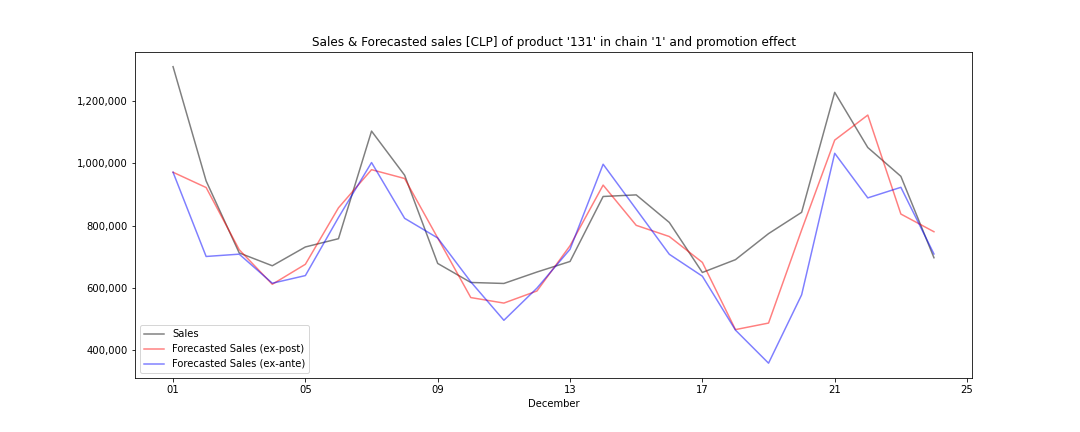 Sales & Forecasted sales [CLP] of product '131' in chain '1' and promotion effect
1,200,000
1,000,000
800,000
600,000
400,000
Sales
Forecasted Sales (ex-post)
Forecasted Sales (ex-ante)
01 05 09 13 17 21 25
December